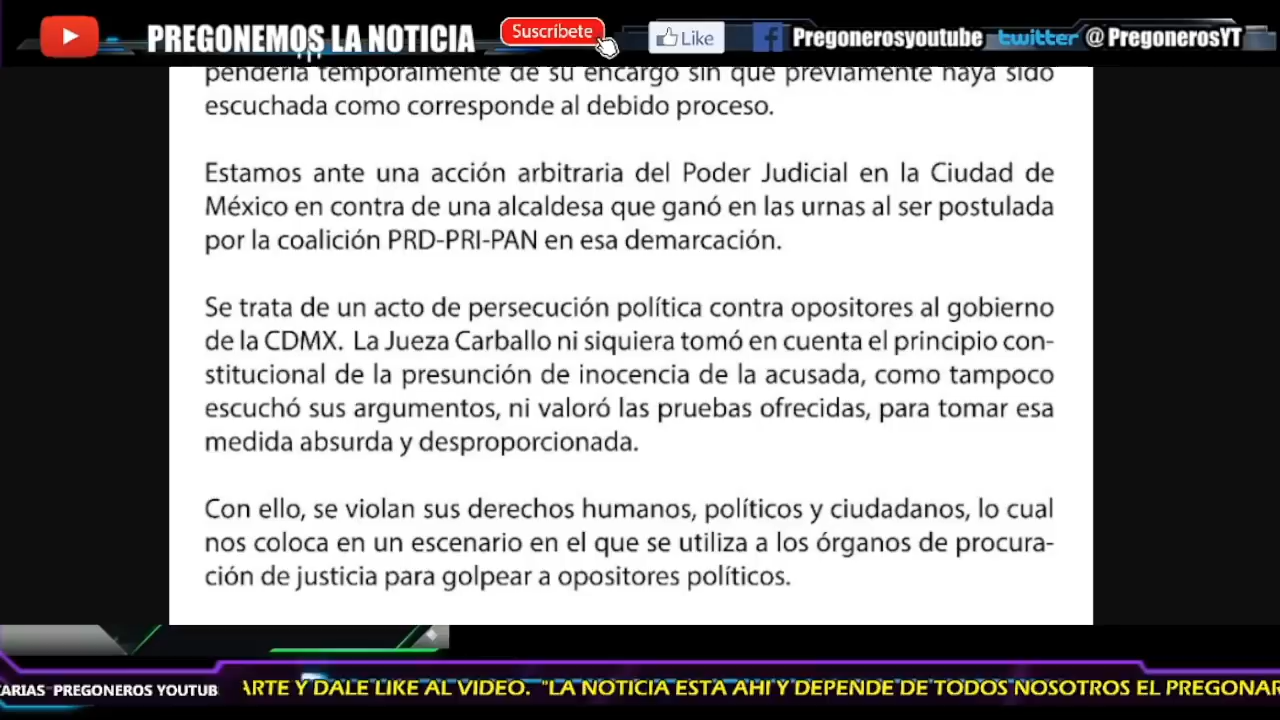 PREGONEMOS LA NOTICIA
Suscríbete
Like
Pregonerosyoutube
twitter
@PregonerosYT
pendería temporalmente de su encargo sin que previamente haya sido
escuchada como corresponde al debido proceso.
Estamos ante una acción arbitraria del Poder Judicial en la Ciudad de
México en contra de una alcaldesa que ganó en las urnas al ser postulada
por la coalición PRD-PRI-PAN en esa demarcación.
Se trata de un acto de persecución política contra opositores al gobierno
de la CDMX. La Jueza Carballo ni siquiera tomó en cuenta el principio con-
stitucional de la presunción de inocencia de la acusada, como tampoco
escuchó sus argumentos, ni valoró las pruebas ofrecidas, para tomar esa
medida absurda y desproporcionada.
Con ello, se violan sus derechos humanos, políticos y ciudadanos, lo cual
nos coloca en un escenario en el que se utiliza a los órganos de procura-
ción de justicia para golpear a opositores políticos.
CARIAS PREGONEROS YOUTUB
ARTE Y DALE LIKE AL VIDEO. "LA NOTICIA ESTA AHI Y DEPENDE DE TODOS NOSOTROS EL PREGONAR